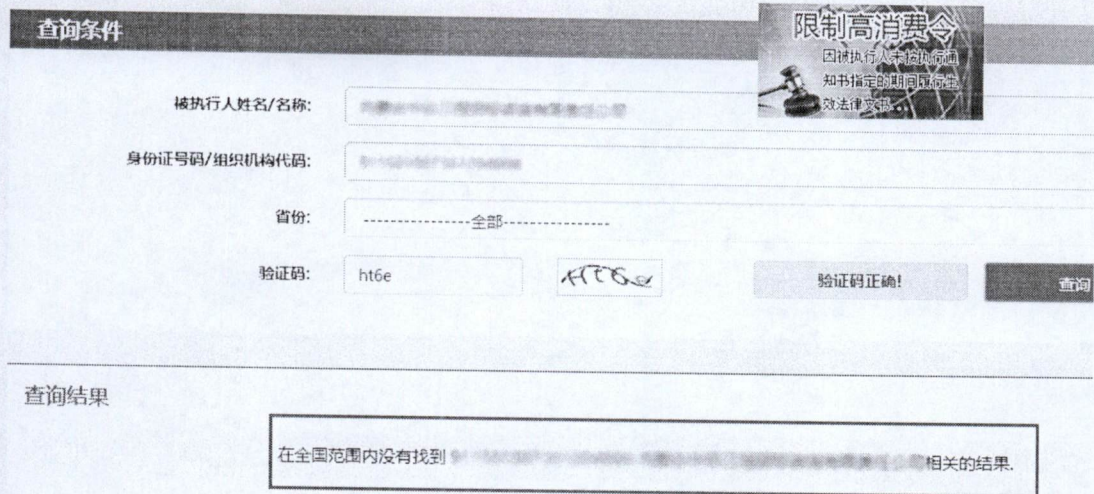 查询条件
限制高消费令
因被执行人未按执行通
知书指定的期间履行生
效法律文书...
被执行人姓名/名称:
身份证号码/组织机构代码:
省份: ----------------全部----------------
验证码: ht6e 验证码正确! 查询
查询结果
在全国范围内没有找到 相关的结果.